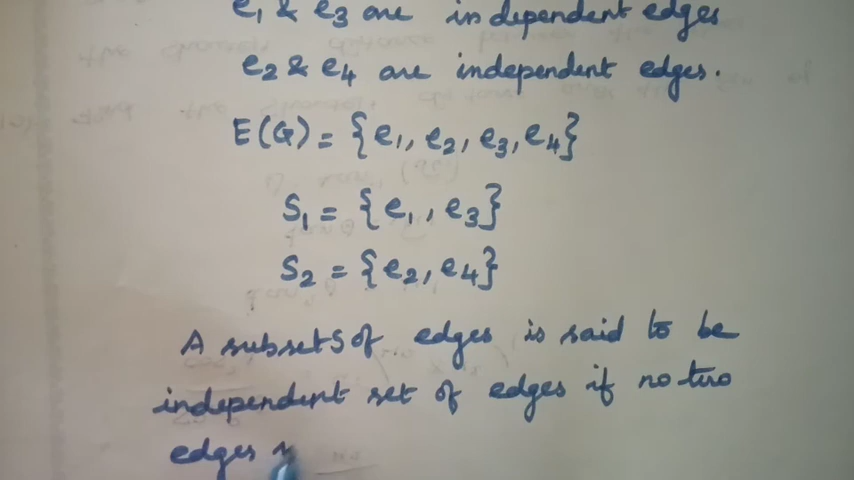 e₁ & e₃ are independent edges
e₂ & e₄ are independent edges.
E(G) = {e₁, e₂, e₃, e₄}
S₁ = {e₁, e₃}
S₂ = {e₂, e₄}
A subset S of edges is said to be
independent set of edges if no two
edges